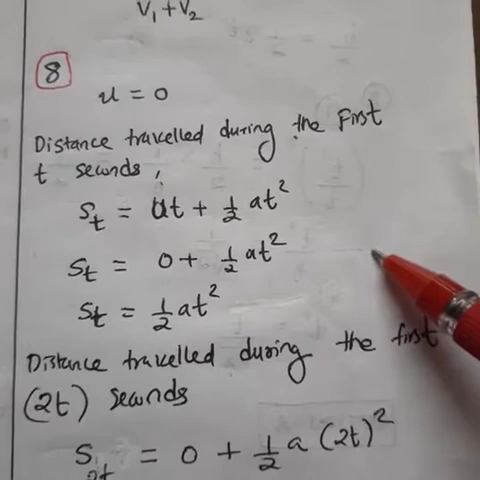 V₁ + V₂
8
u = 0
Distance travelled during the First
t seconds,
Sₜ = ut + ½ at²
Sₜ = 0 + ½ at²
Sₜ = ½ at²
Distance travelled during the first
(2t) seconds
S₂ₜ = 0 + ½ a (2t)²